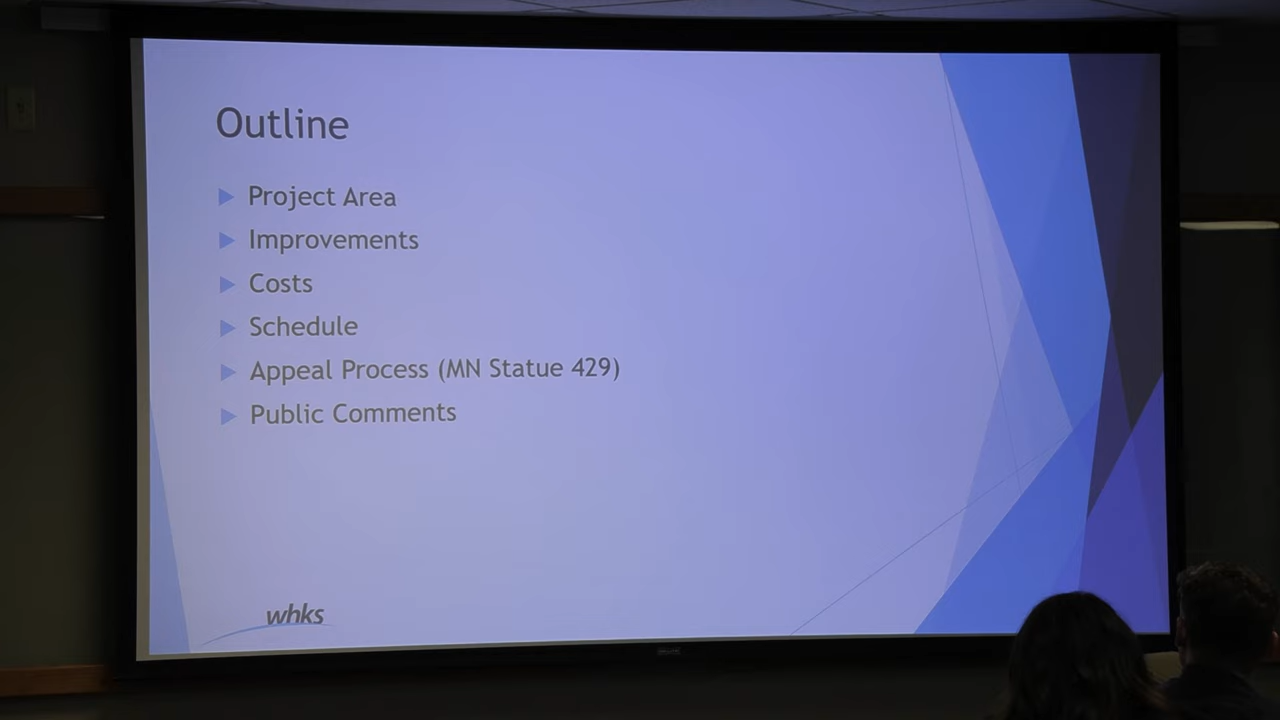 Outline
Project Area
Improvements
Costs
Schedule
Appeal Process (MN Statue 429)
Public Comments
whks